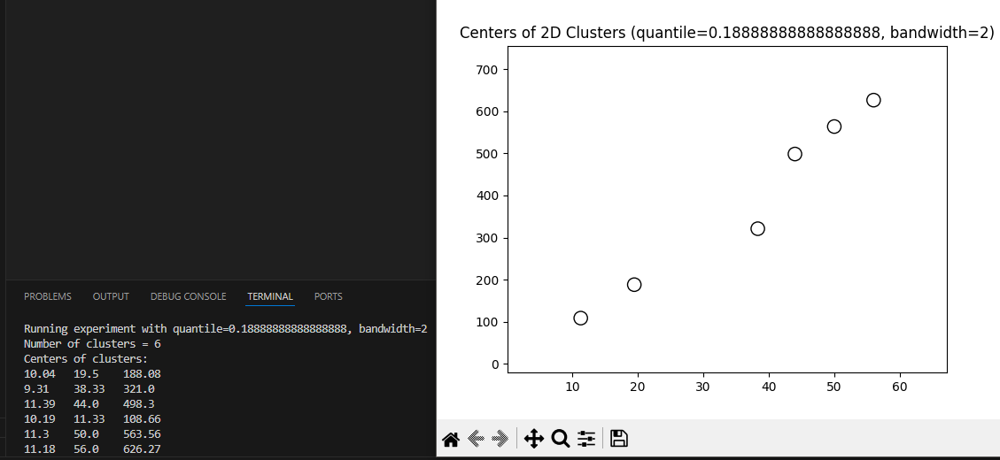 Centers of 2D Clusters (quantile=0.18888888888888888, bandwidth=2)
700
600
500
400
300
200
100
0
10 20 30 40 50 60
PROBLEMS OUTPUT DEBUG CONSOLE TERMINAL PORTS
Running experiment with quantile=0.18888888888888888, bandwidth=2
Number of clusters = 6
Centers of clusters:
10.04 19.5 188.08
9.31 38.33 321.0
11.39 44.0 498.3
10.19 11.33 108.66
11.3 50.0 563.56
11.18 56.0 626.27